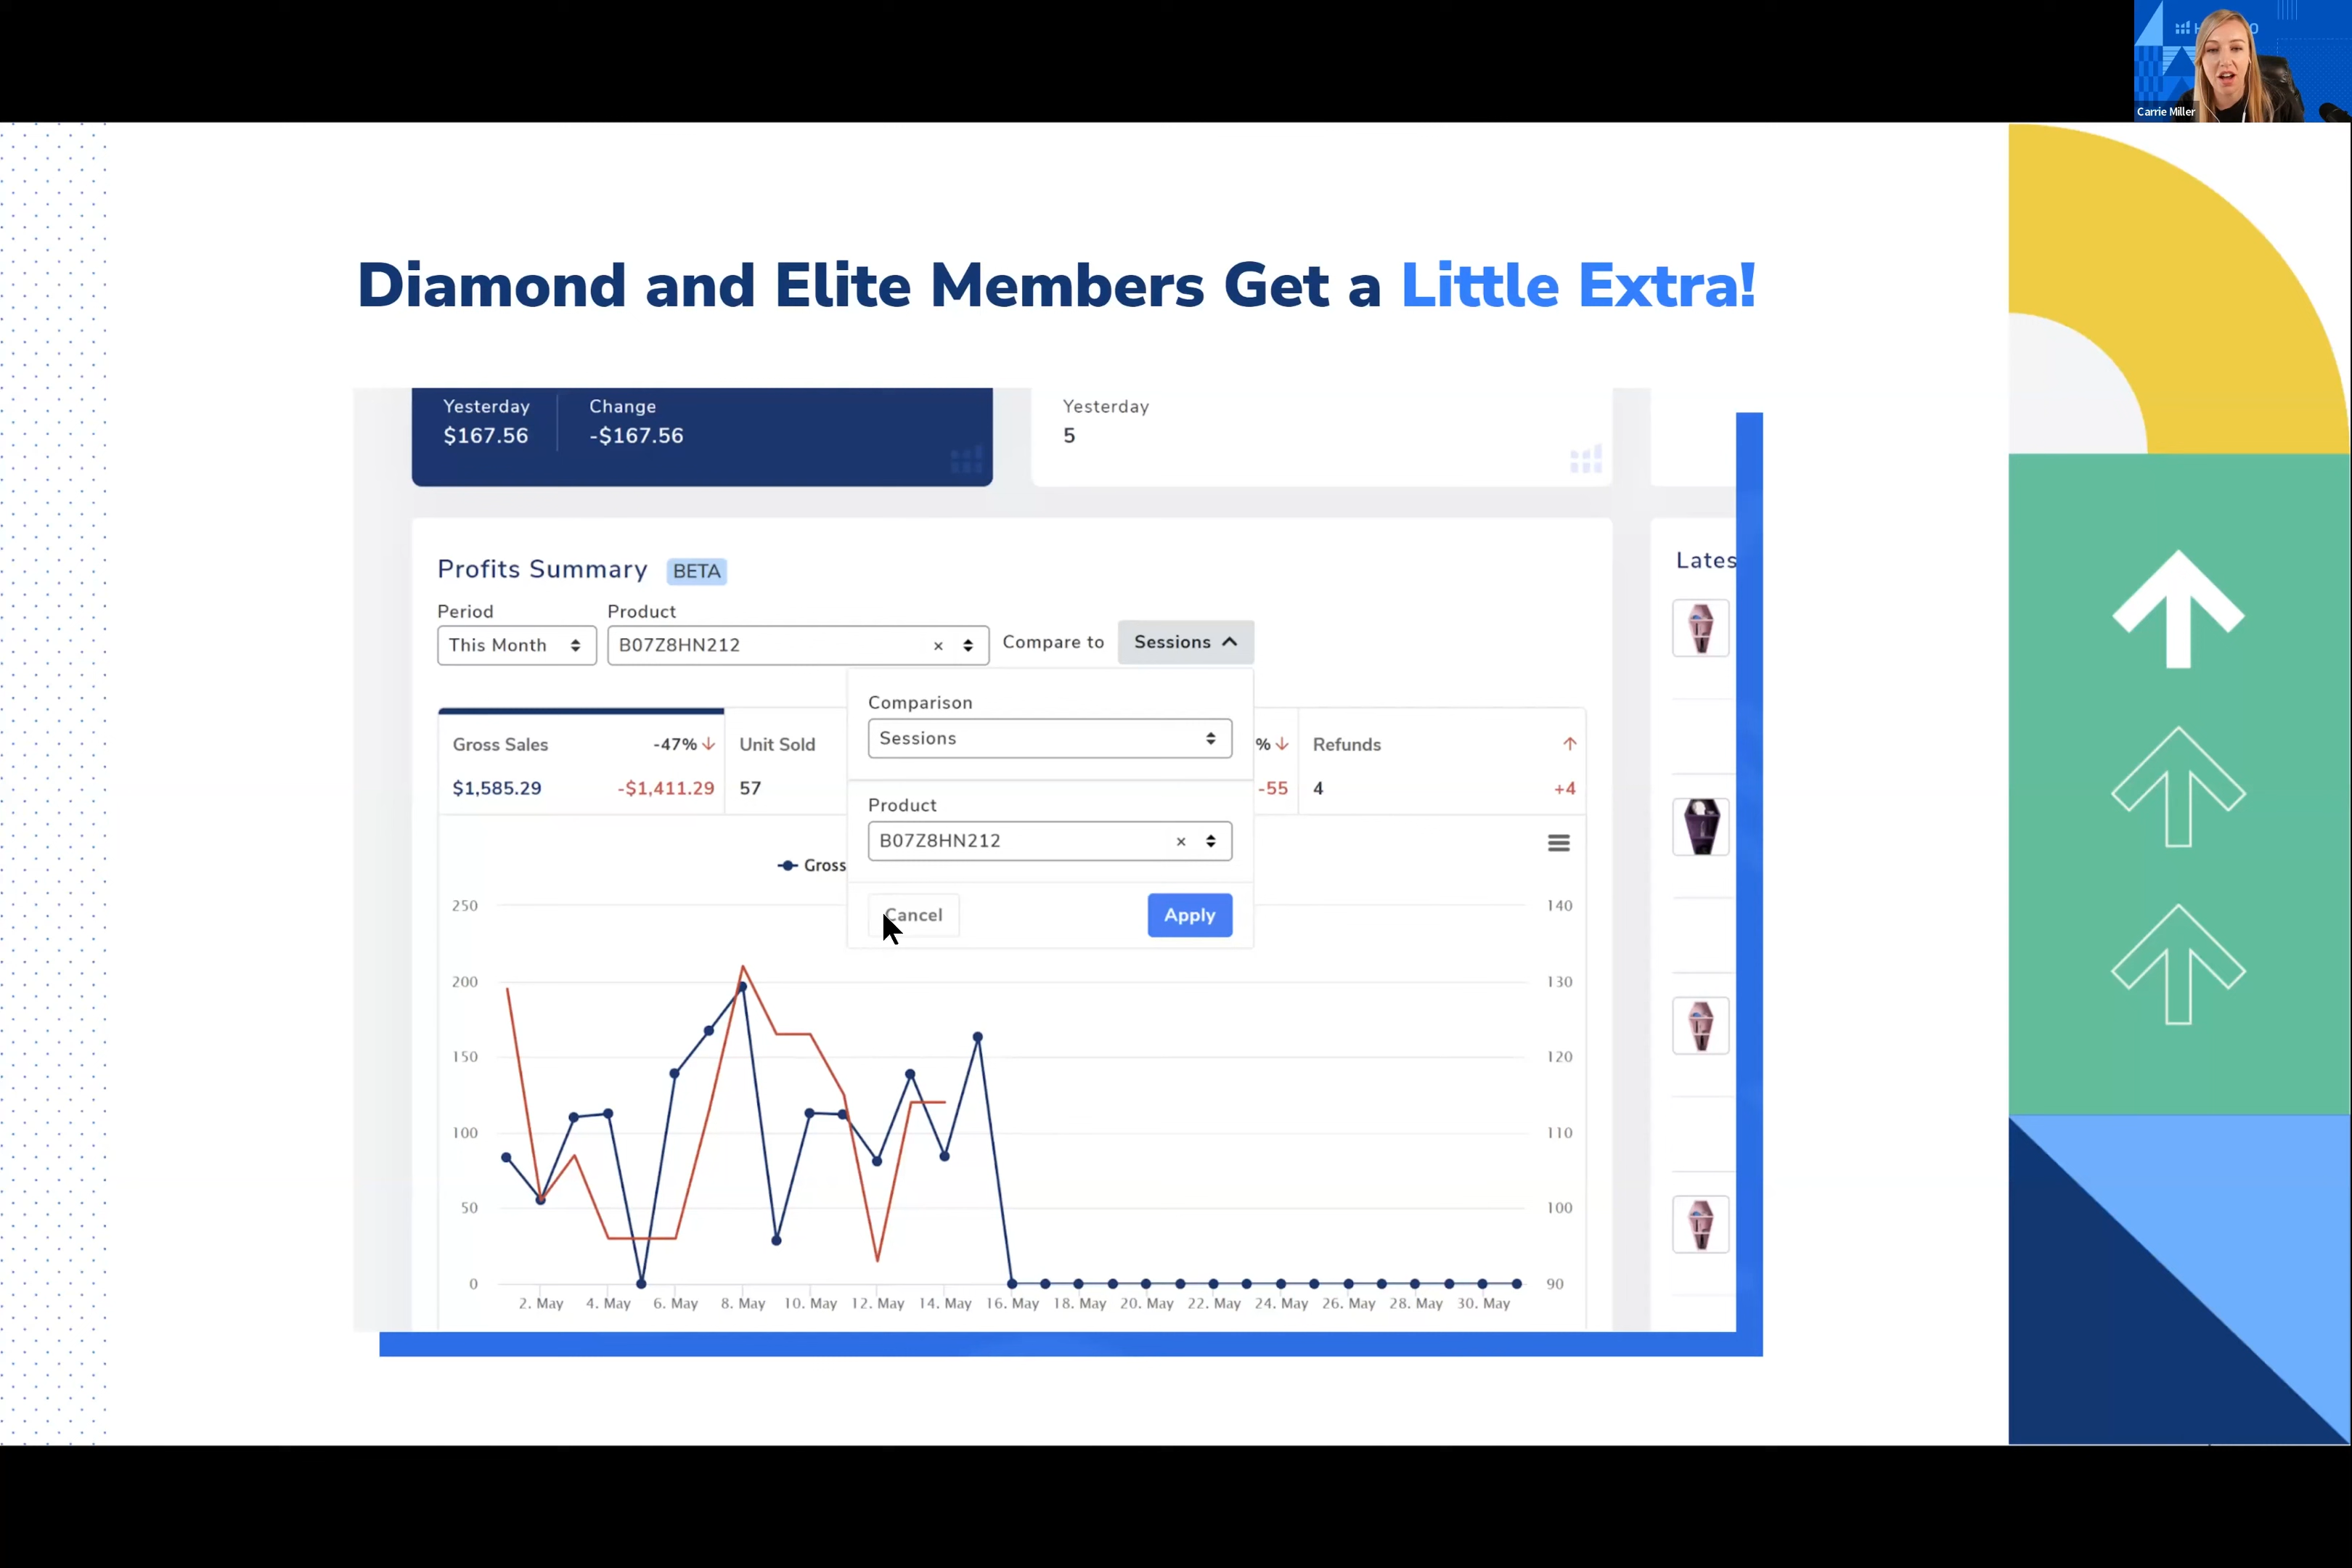 Carrie Miller
Diamond and Elite Members Get a Little Extra!
Yesterday Change
$167.56 -$167.56
Yesterday
5
Profits Summary BETA
Lates
Period Product
This Month B07Z8HN212 × Compare to Sessions
Comparison
Sessions
Product
B07Z8HN212 ×
Cancel Apply
Gross Sales -47% Unit Sold % Refunds
$1,585.29 -$1,411.29 57 -55 4 +4
Gross
250 140
200 130
150 120
100 110
50 100
0 90
2. May 4. May 6. May 8. May 10. May 12. May 14. May 16. May 18. May 20. May 22. May 24. May 26. May 28. May 30. May